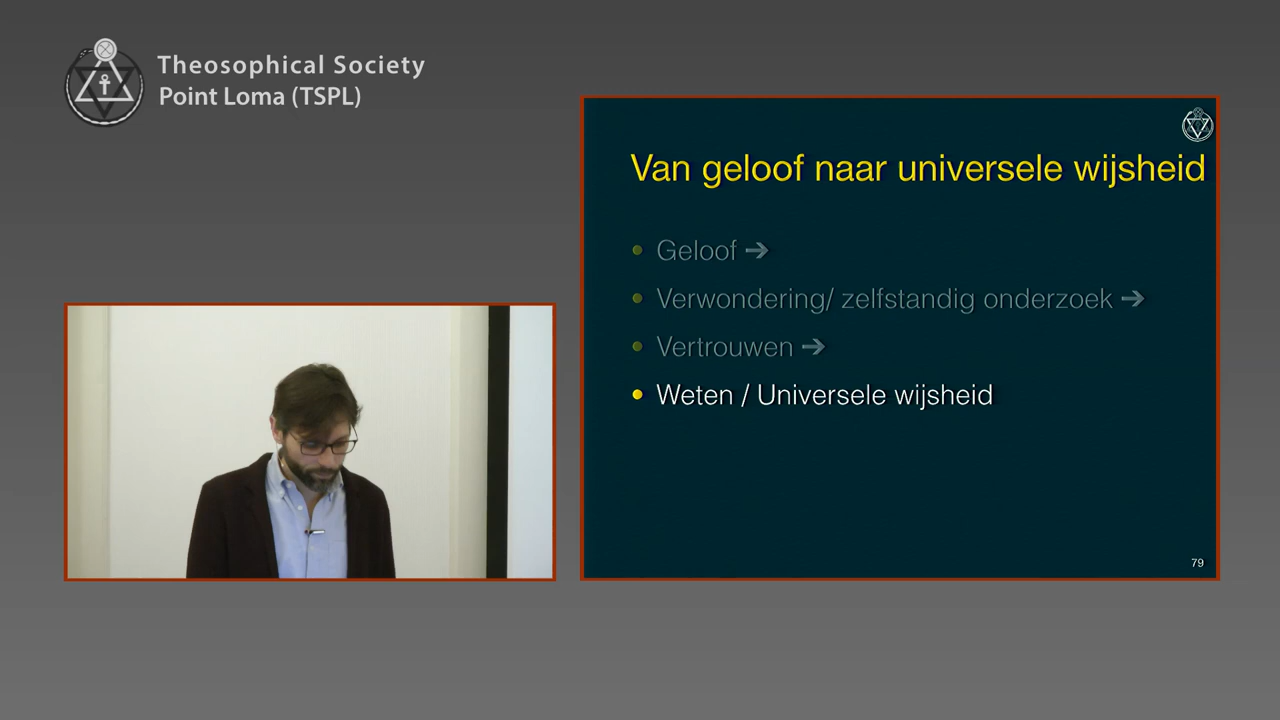 Theosophical Society
Point Loma (TSPL)
Van geloof naar universele wijsheid
• Geloof ➔
• Verwondering/ zelfstandig onderzoek ➔
• Vertrouwen ➔
• Weten / Universele wijsheid
79